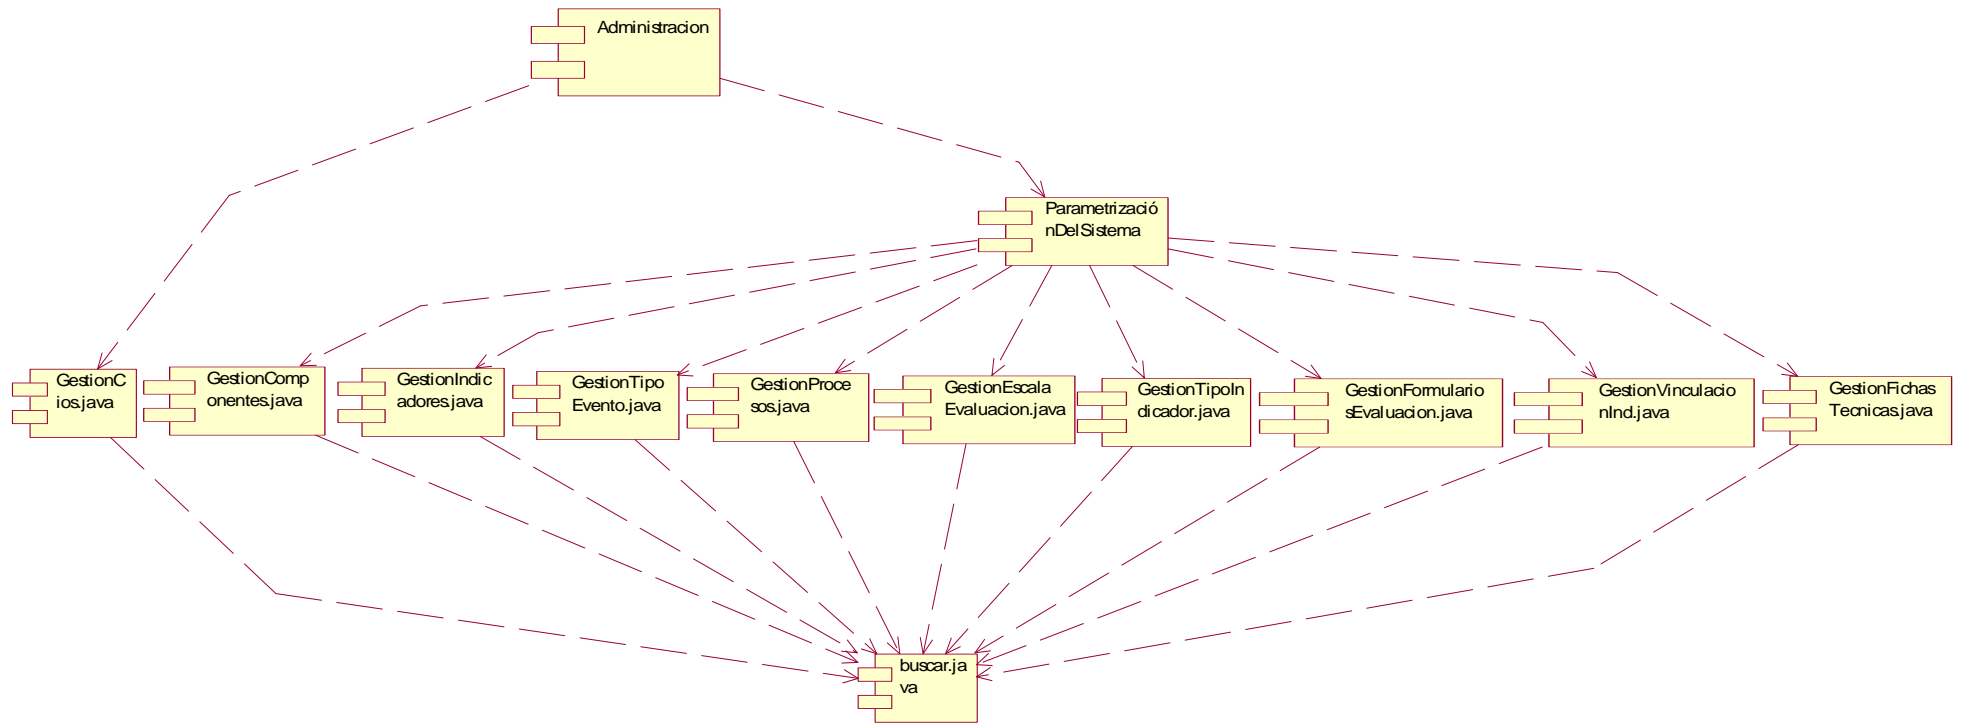 Administracion
Parametrizació
nDelSistema
GestionC
ios.java
GestionComp
onentes.java
GestionIndic
adores.java
GestionTipo
Evento.java
GestionProce
sos.java
GestionEscala
Evaluacion.java
GestionTipoIn
dicador.java
GestionFormulario
sEvaluacion.java
GestionVinculacio
nInd.java
GestionFichas
Tecnicas.java
buscar.ja
va